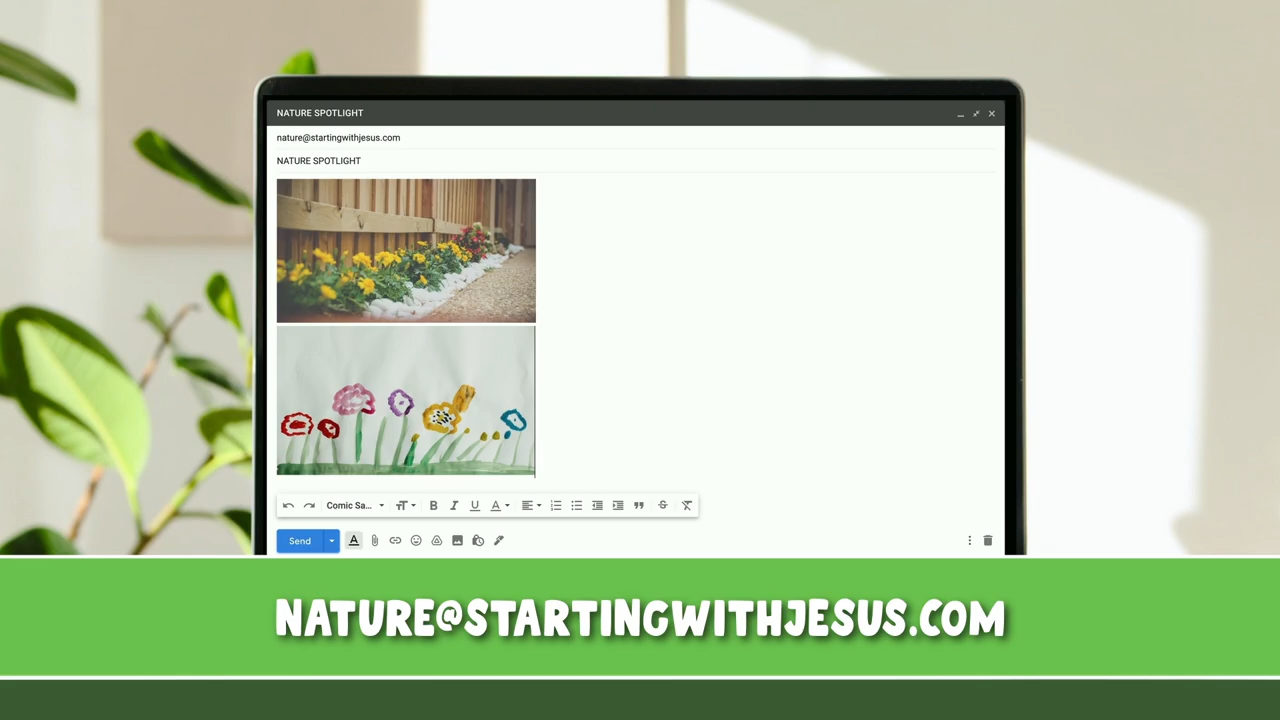 NATURE SPOTLIGHT
nature@startingwithjesus.com
NATURE SPOTLIGHT
Comic Sa...
B I U A
Send A
NATURE@STARTINGWITHJESUS.COM